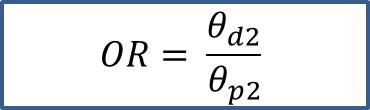 OR = θd2 / θp2